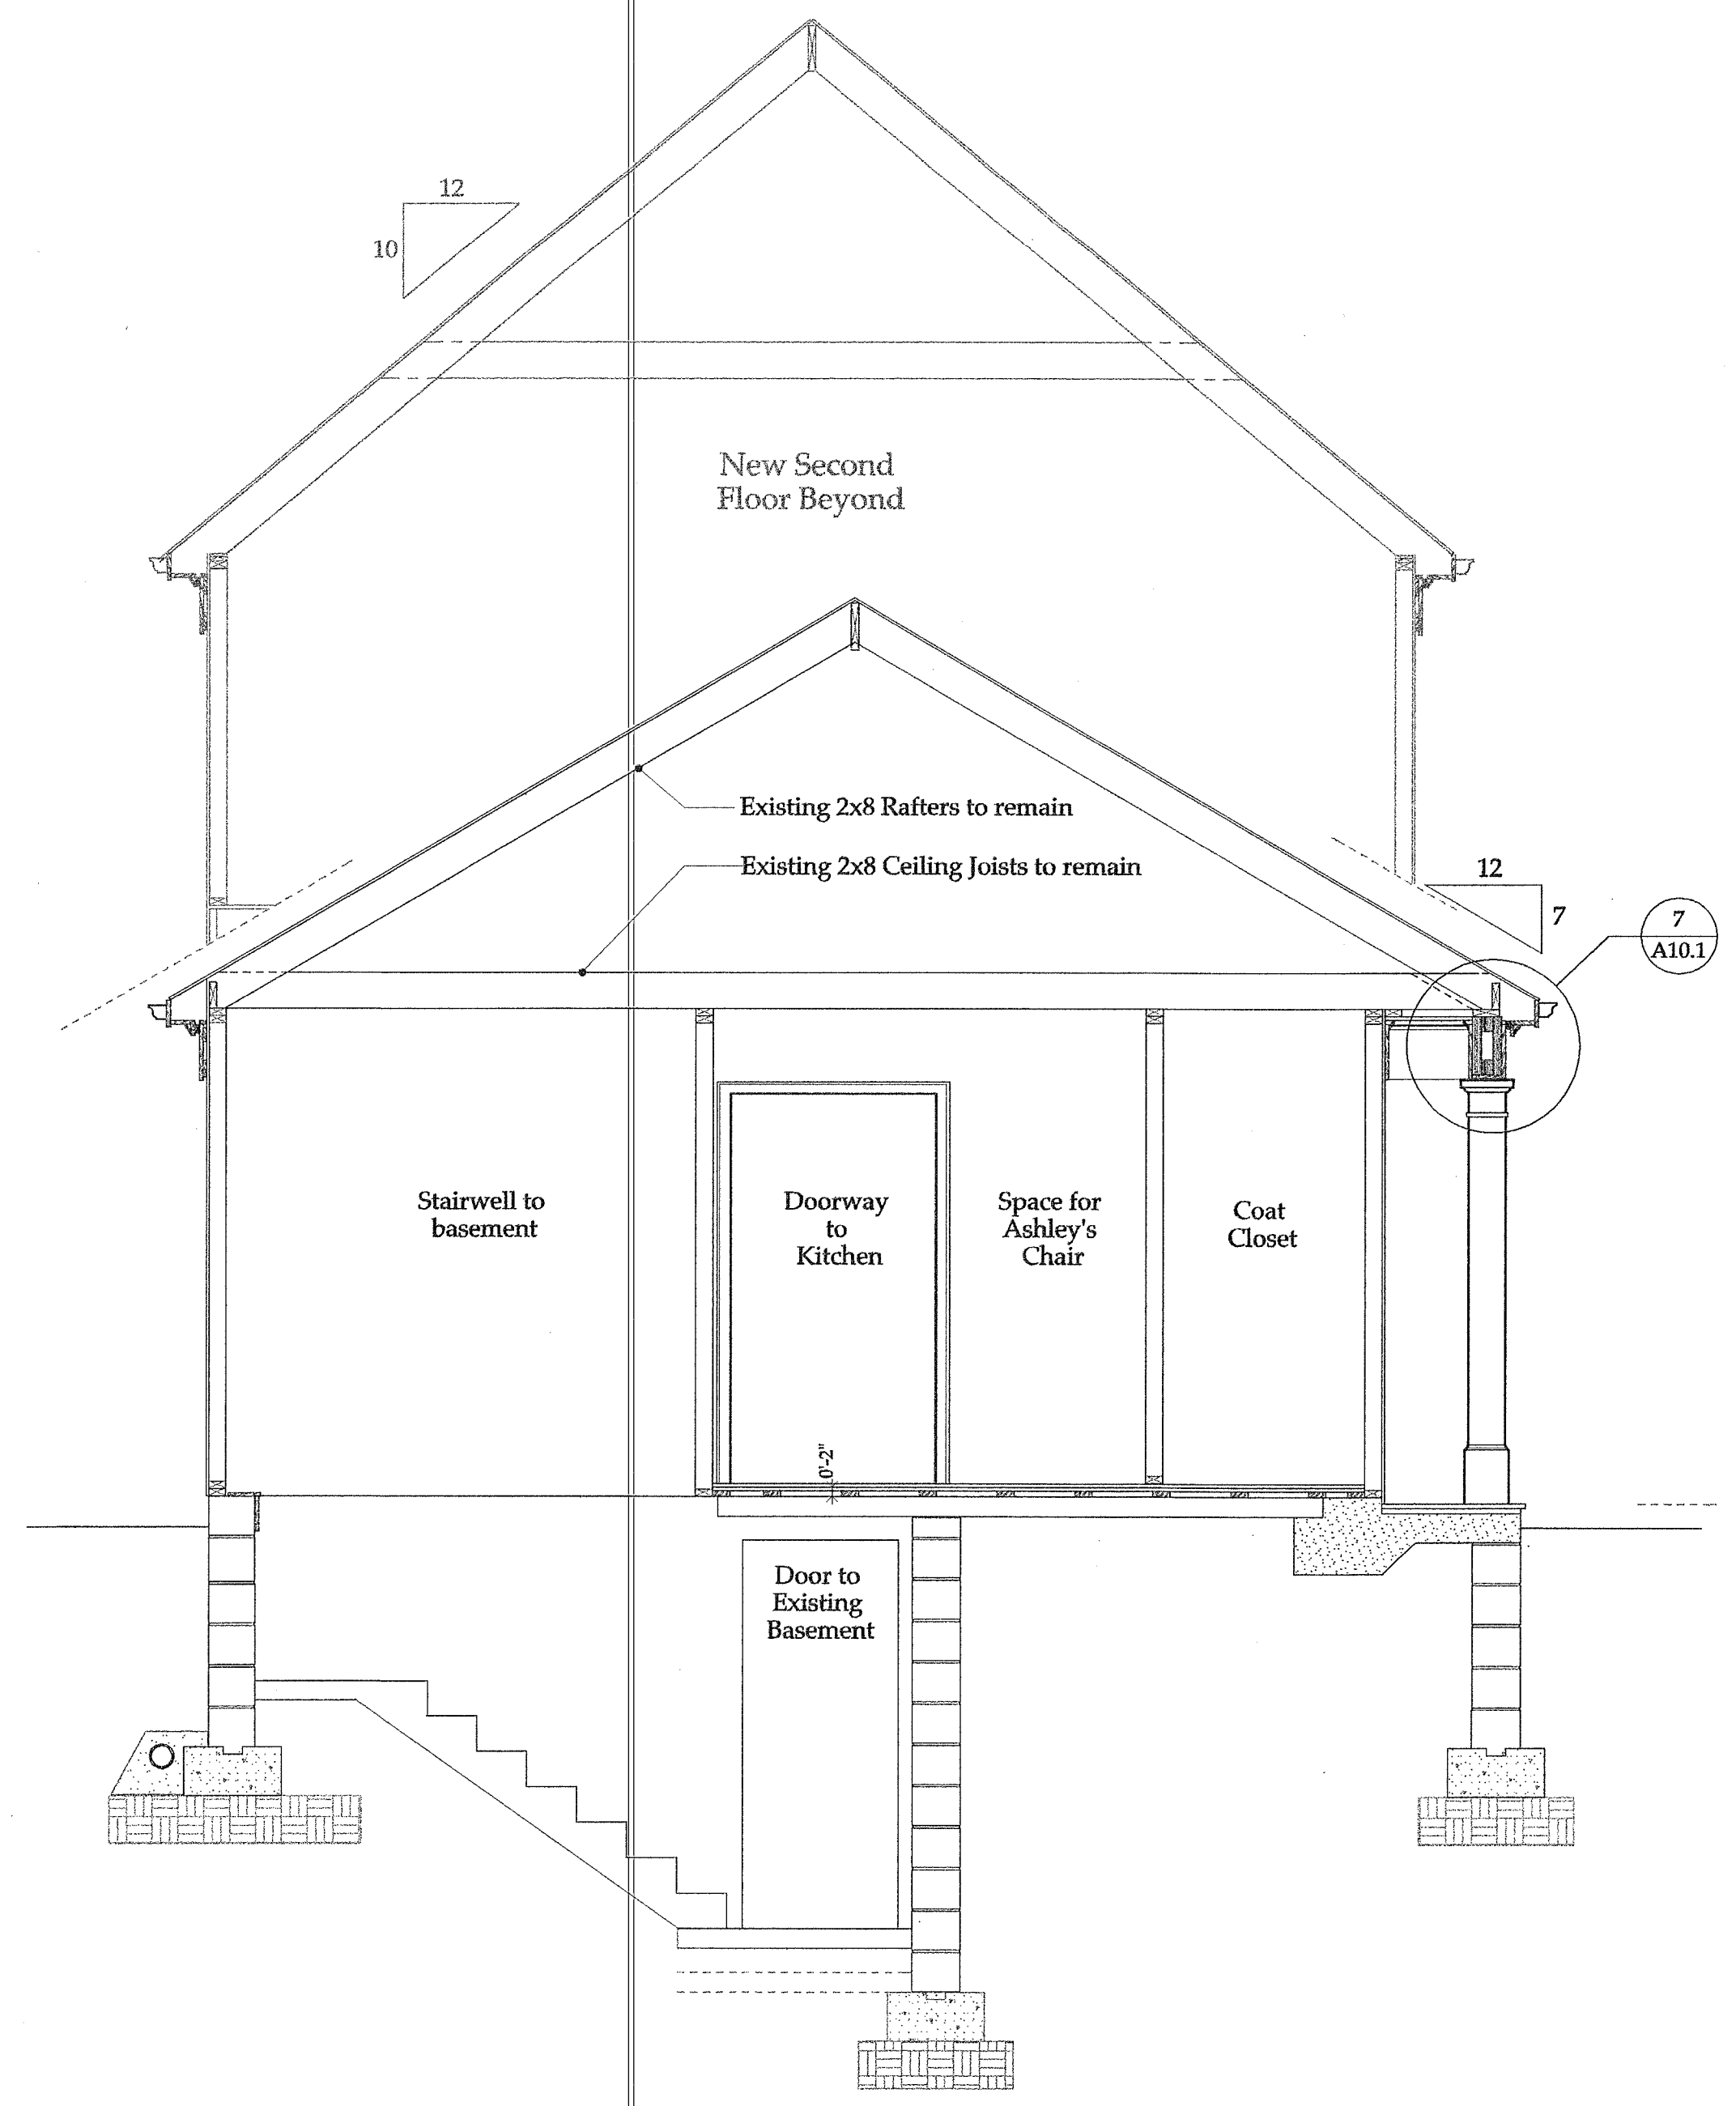 12
10
New Second
Floor Beyond
Existing 2x8 Rafters to remain
Existing 2x8 Ceiling Joists to remain
12
7
7
A10.1
Stairwell to
basement
Doorway
to
Kitchen
Space for
Ashley's
Chair
Coat
Closet
0'-2"
Door to
Existing
Basement